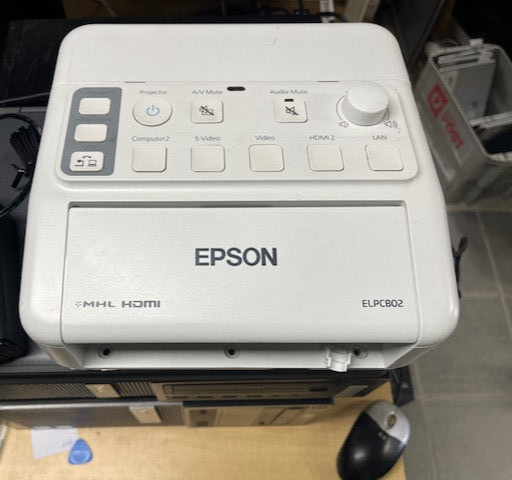 Projector A/V Mute Audio Mute
Computer2 S-Video Video HDMI 2 LAN
EPSON
MHL HDMI
ELPCB02